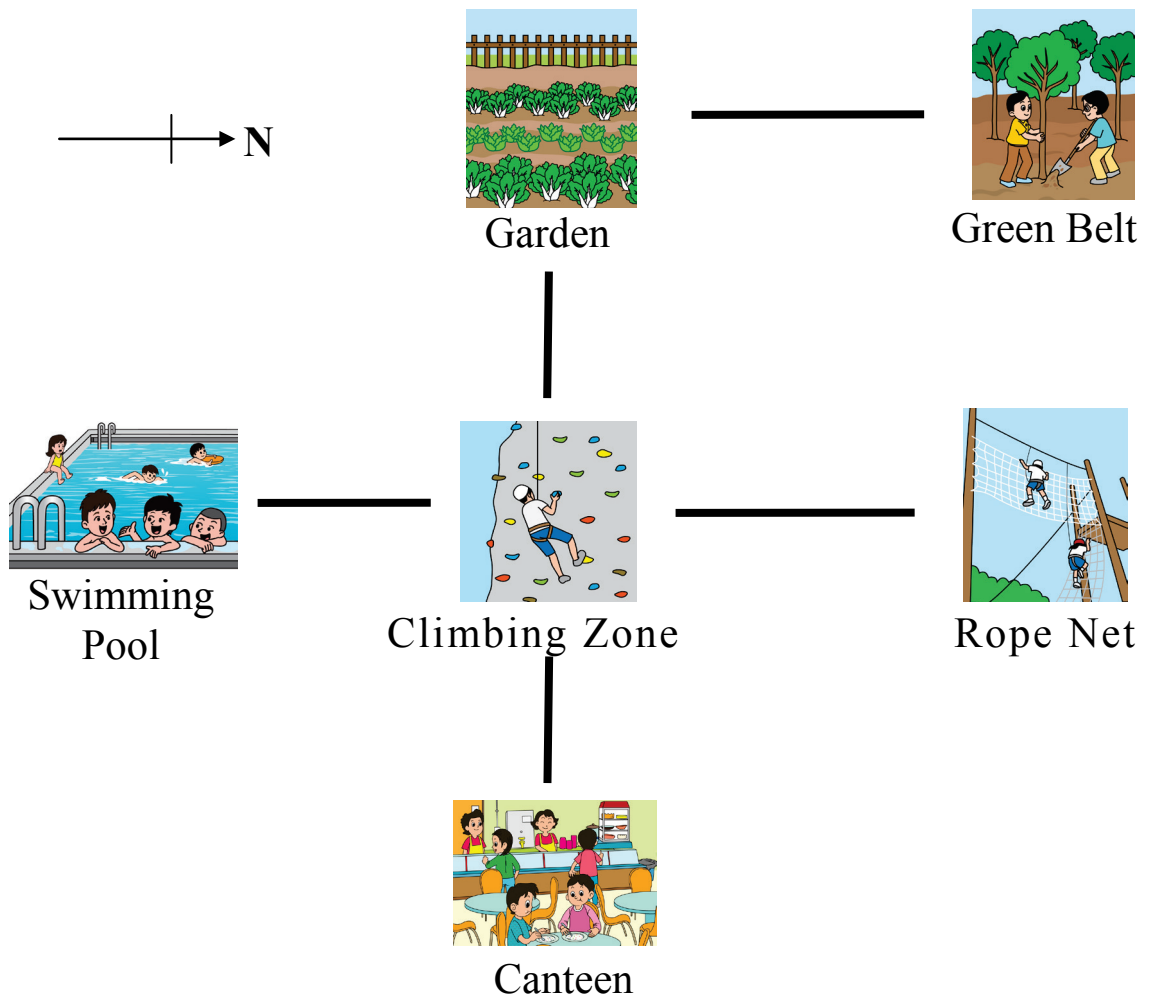 N
Garden
Green Belt
Swimming
Pool
Climbing Zone
Rope Net
Canteen